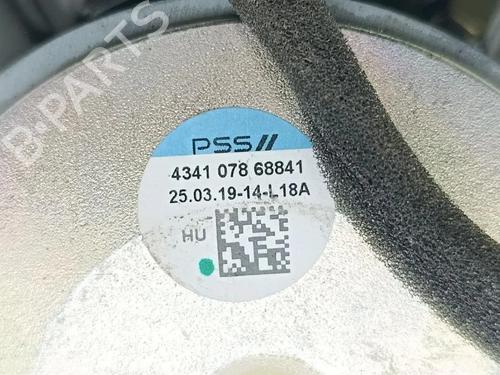 B-PARTS
PSS//
4341 078 68841
25.03.19-14-L18A
HU